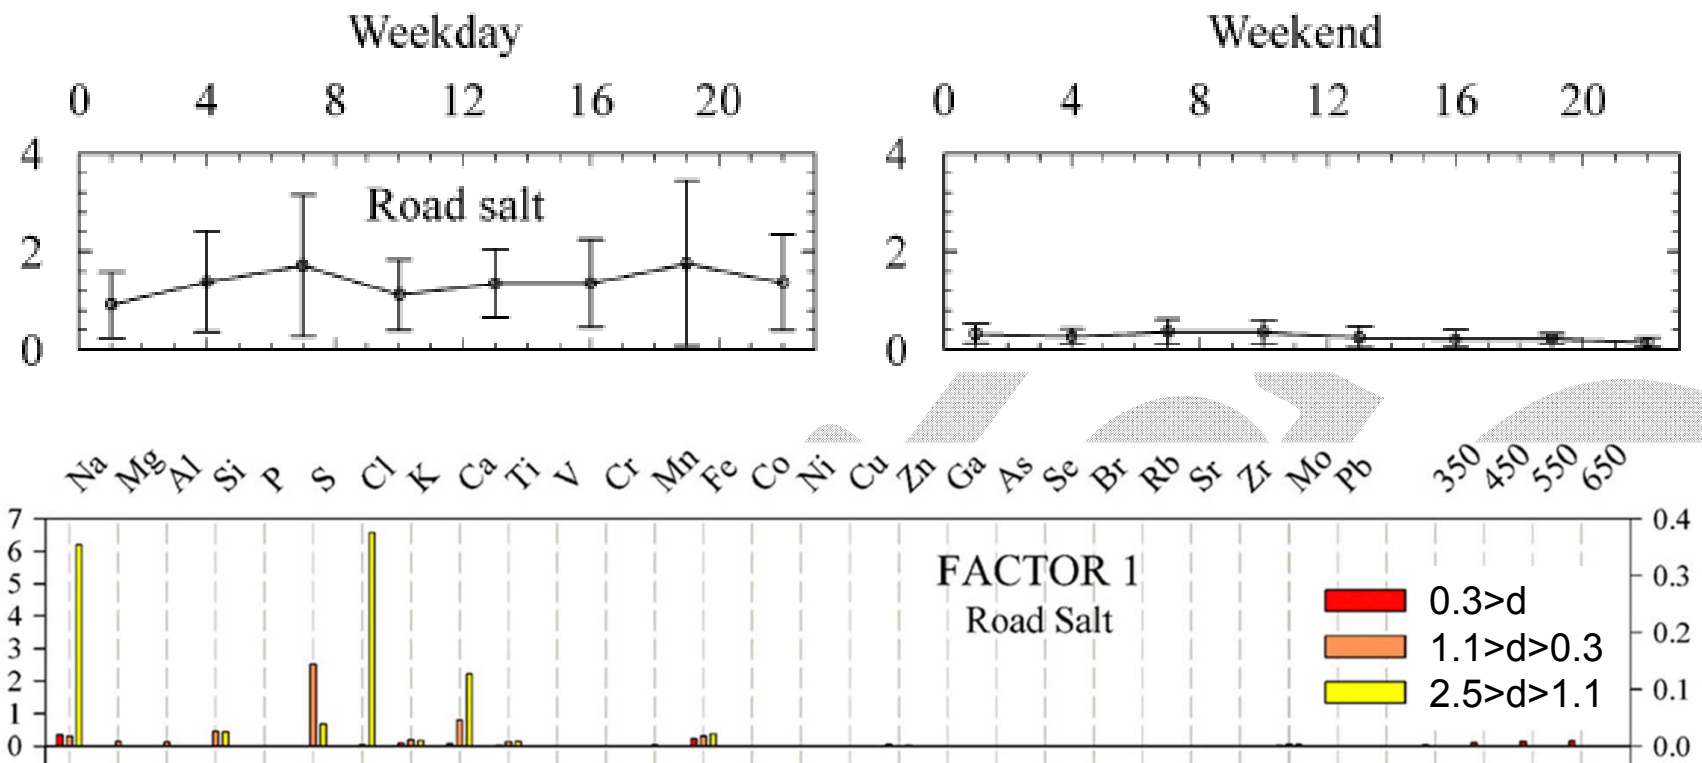 Weekday Weekend
0 4 8 12 16 20 0 4 8 12 16 20
4 4
Road salt
2 2
0 0
Na Mg Al Si P S Cl K Ca Ti V Cr Mn Fe Co Ni Cu Zn Ga As Se Br Rb Sr Zr Mo Pb 350 450 550 650
7 0.4
6 FACTOR 1
5 0.3
0.3>d
4 Road Salt 0.2
3 1.1>d>0.3
2 2.5>d>1.1
1 0.1
0 0.0